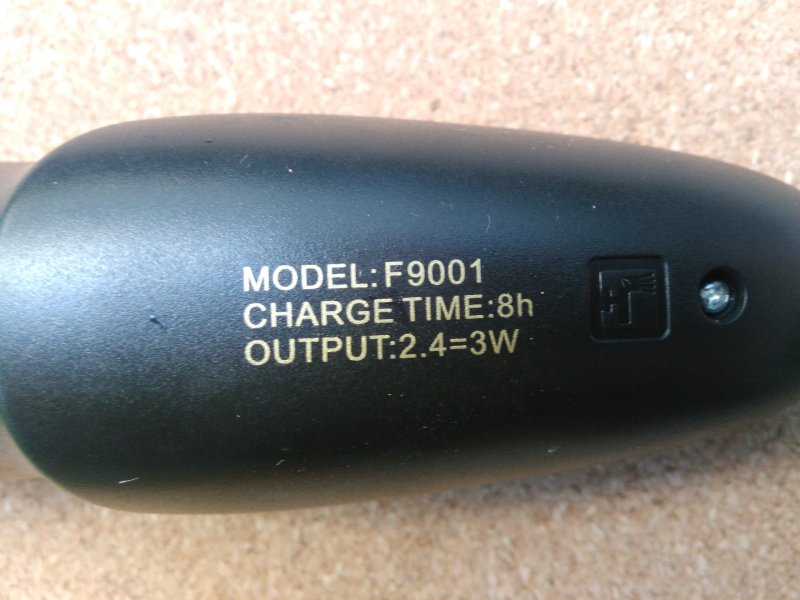 MODEL: F9001
CHARGE TIME:8h
OUTPUT:2.4=3W